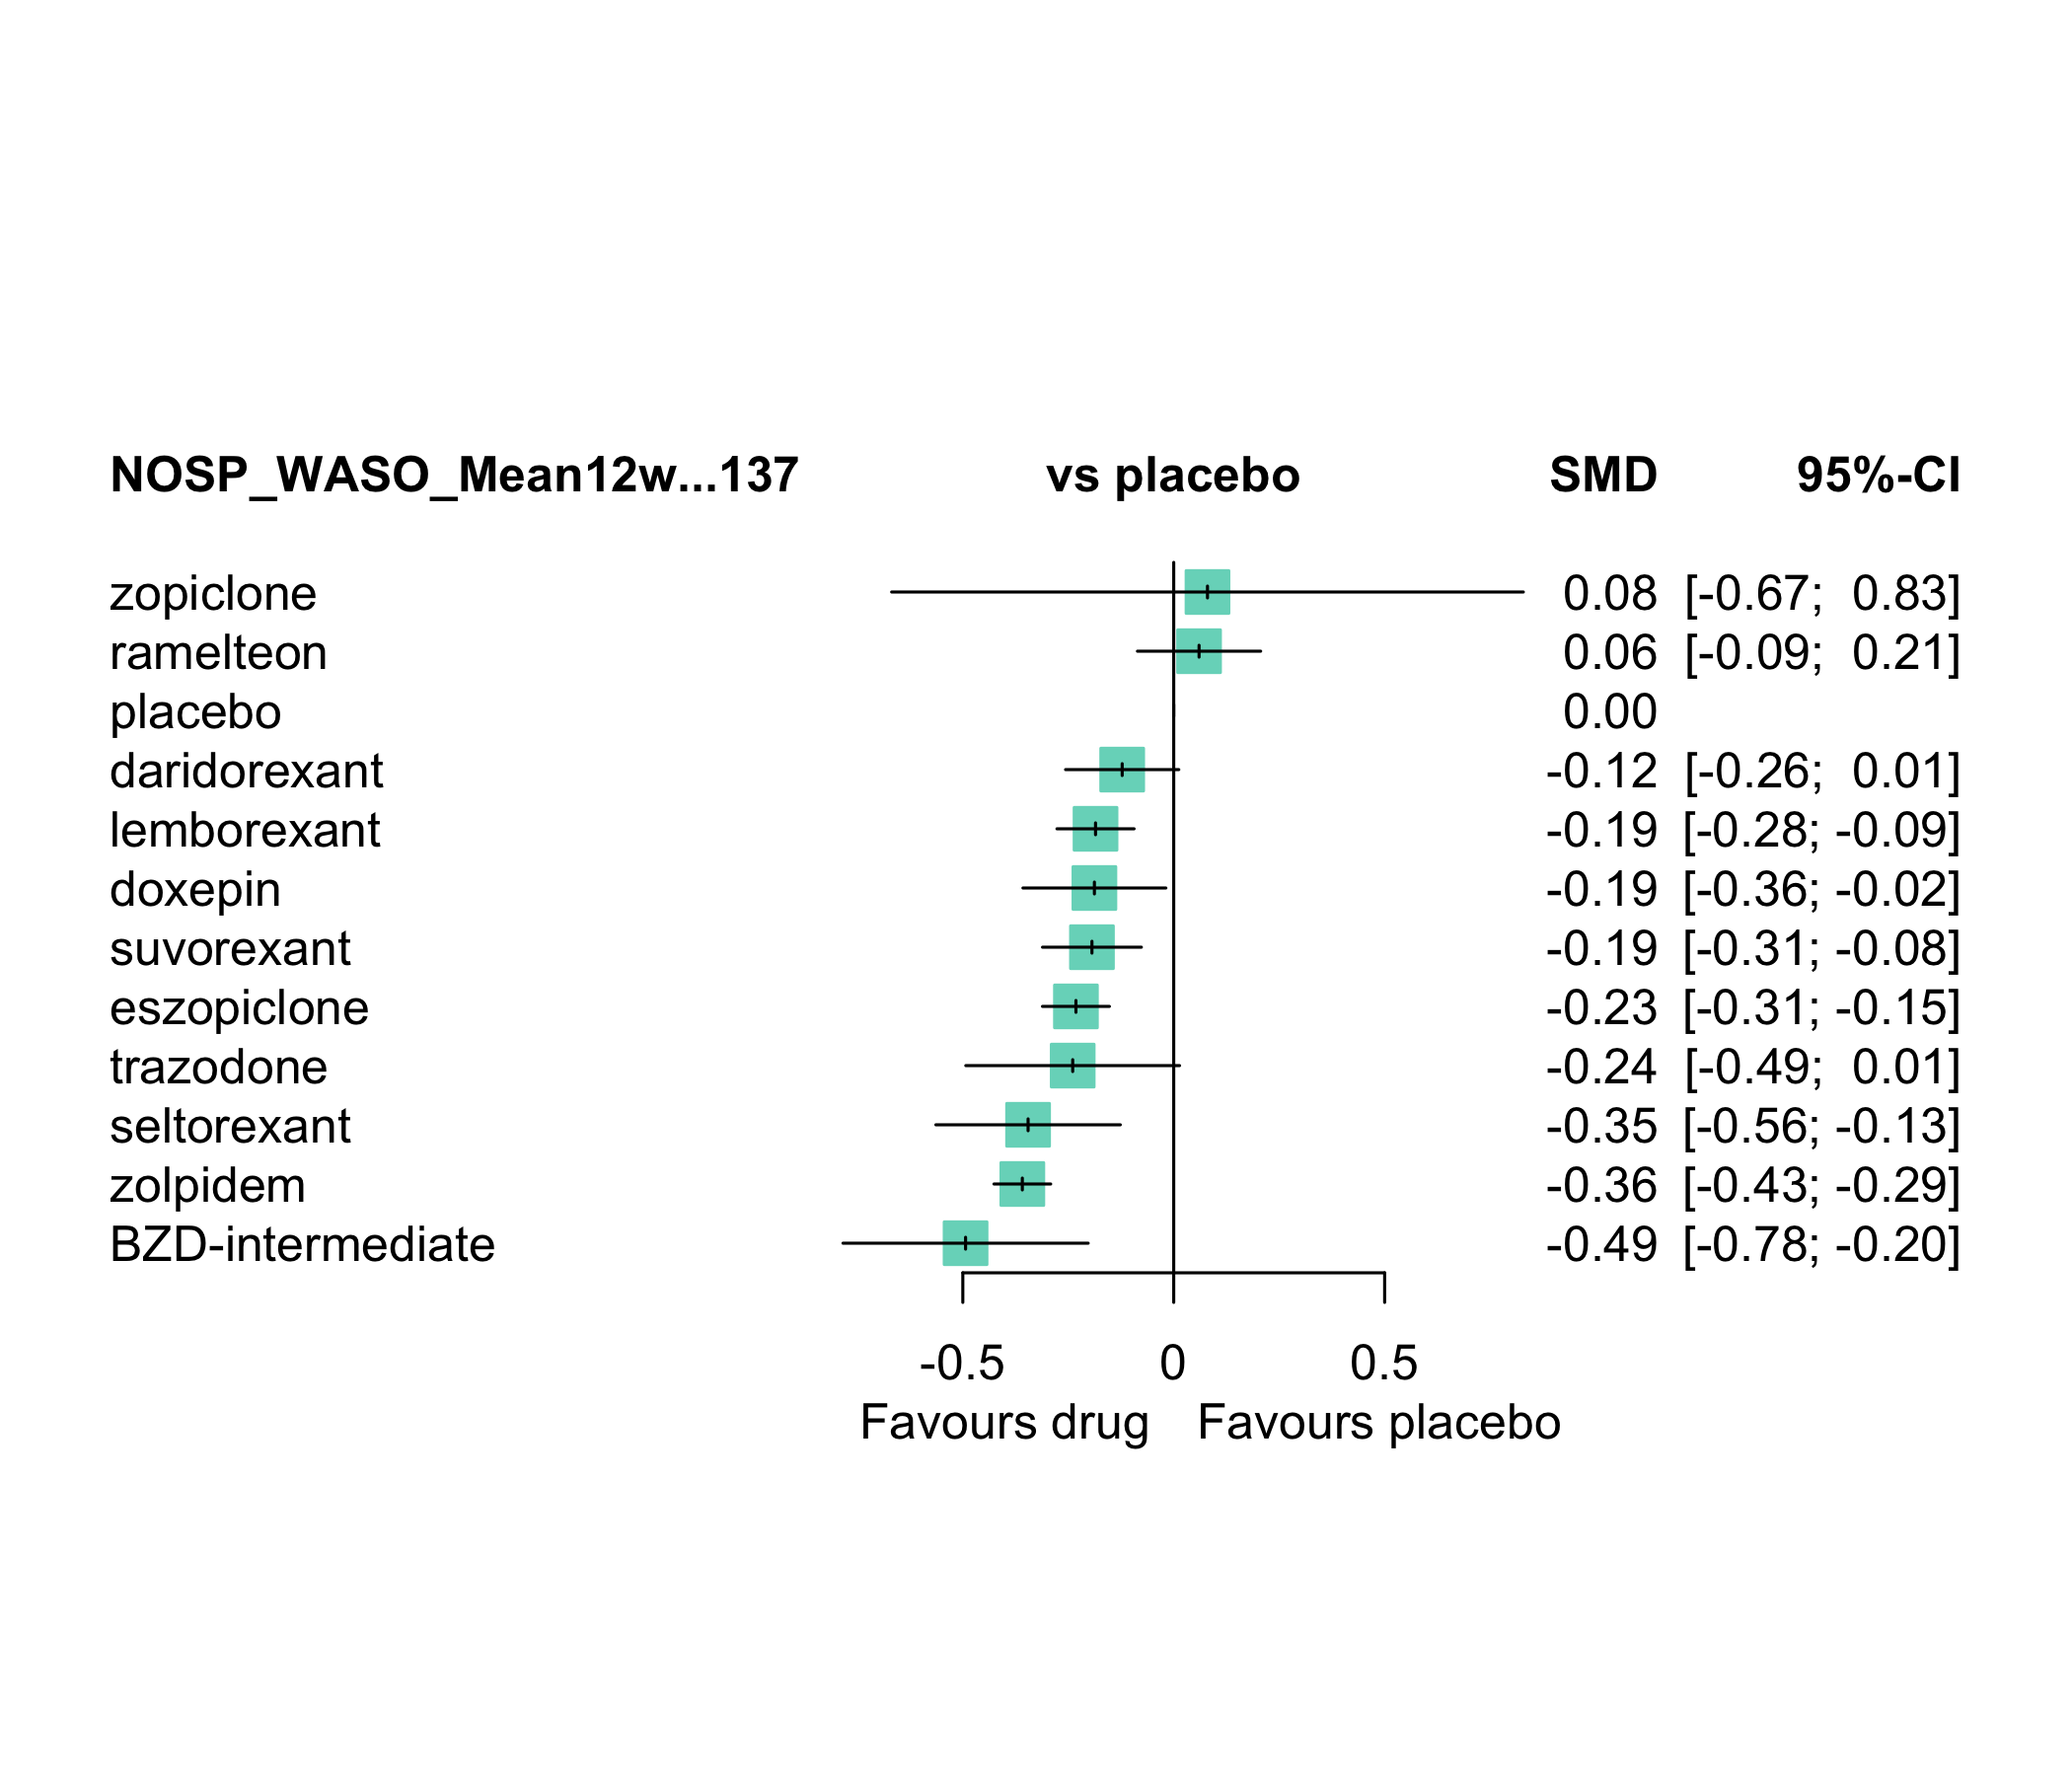 NOSP_WASO_Mean12w...137 vs placebo SMD 95%-CI
zopiclone 0.08 [-0.67; 0.83]
ramelteon 0.06 [-0.09; 0.21]
placebo 0.00
daridorexant -0.12 [-0.26; 0.01]
lemborexant -0.19 [-0.28; -0.09]
doxepin -0.19 [-0.36; -0.02]
suvorexant -0.19 [-0.31; -0.08]
eszopiclone -0.23 [-0.31; -0.15]
trazodone -0.24 [-0.49; 0.01]
seltorexant -0.35 [-0.56; -0.13]
zolpidem -0.36 [-0.43; -0.29]
BZD-intermediate -0.49 [-0.78; -0.20]
-0.5 0 0.5
Favours drug Favours placebo